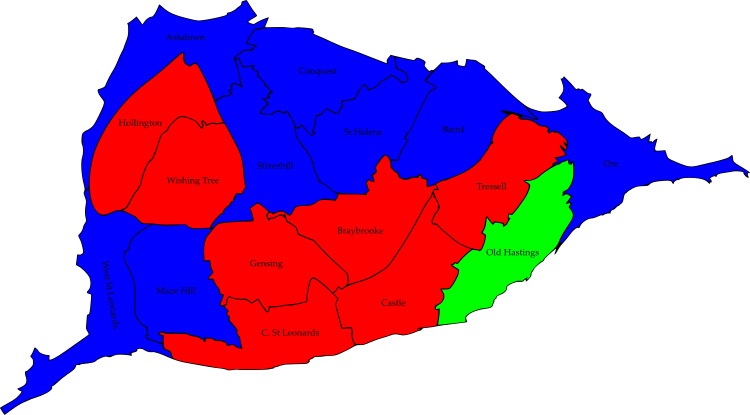 Ashdown
Conquest
Hollington
St Helens
Baird
Silverhill
Ore
Wishing Tree
Tressell
Braybrooke
Old Hastings
Gensing
West St Leonards
Maze Hill
Castle
C. St Leonards